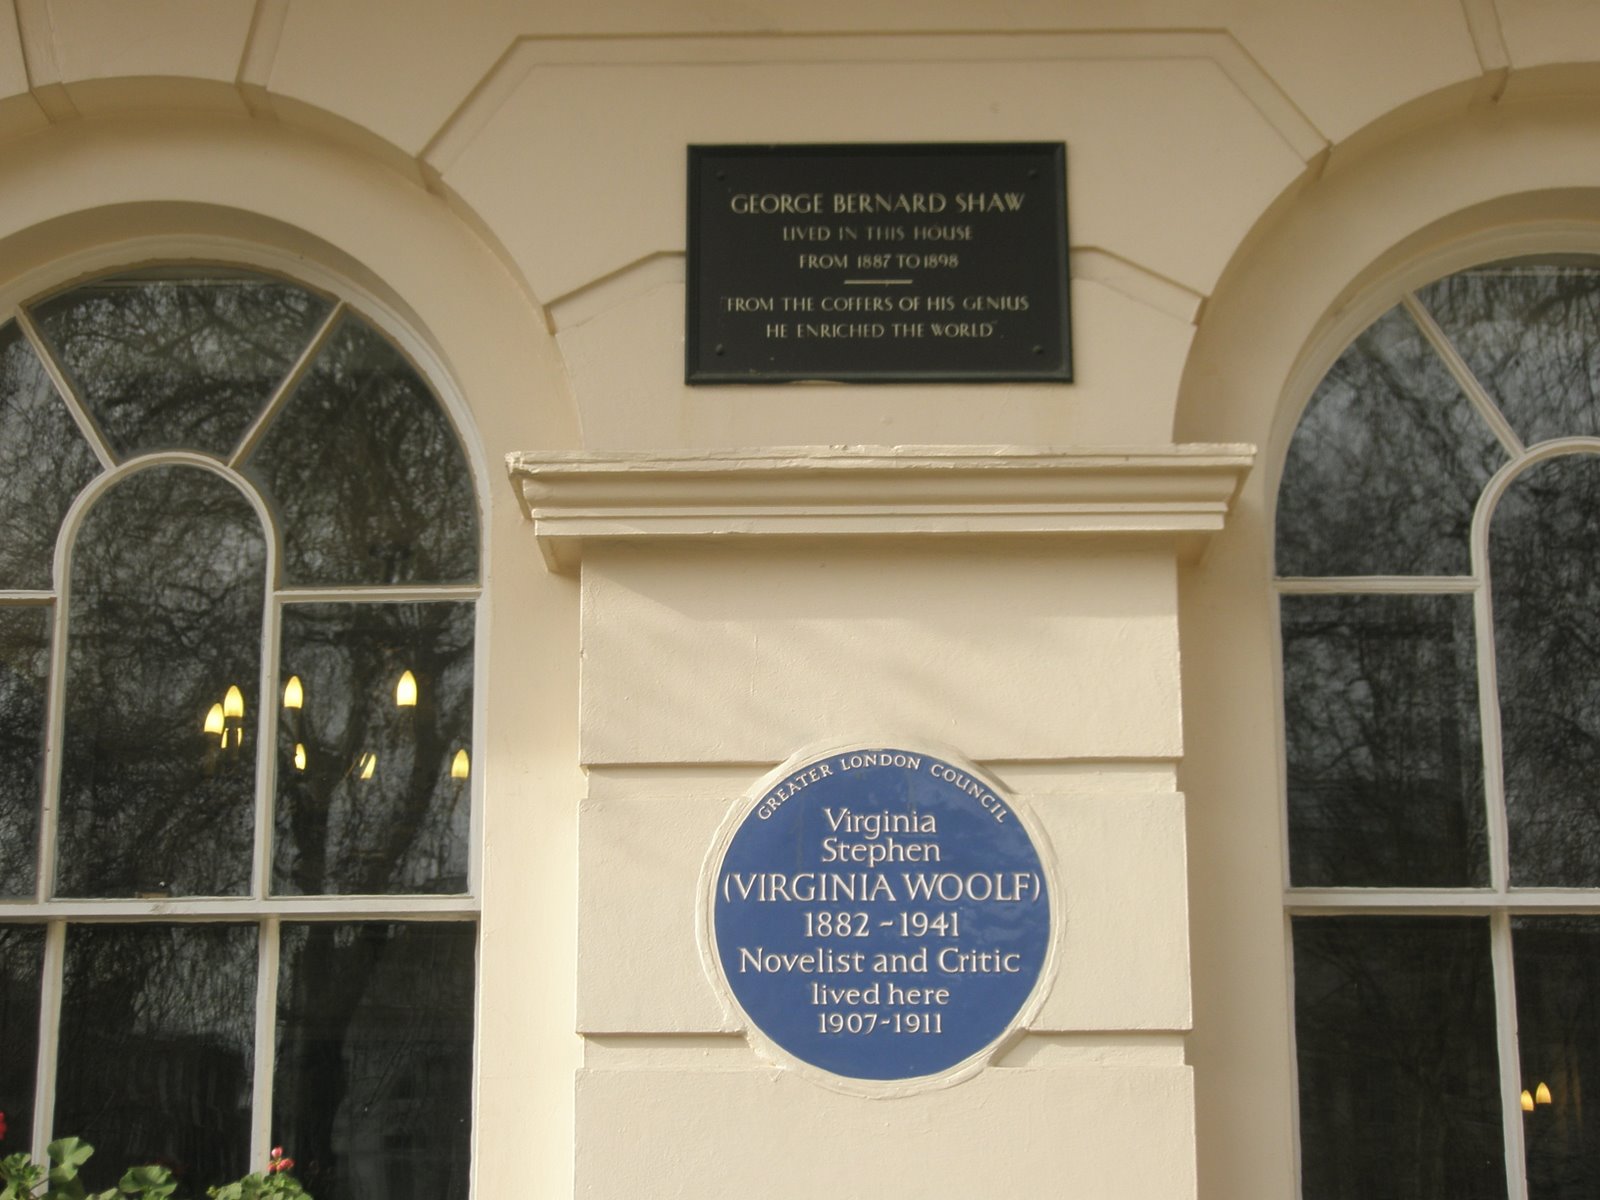 GEORGE BERNARD SHAW
LIVED IN THIS HOUSE
FROM 1887 TO 1898
"FROM THE COFFERS OF HIS GENIUS
HE ENRICHED THE WORLD"
GREATER LONDON COUNCIL
Virginia
Stephen
(VIRGINIA WOOLF)
1882 - 1941
Novelist and Critic
lived here
1907-1911